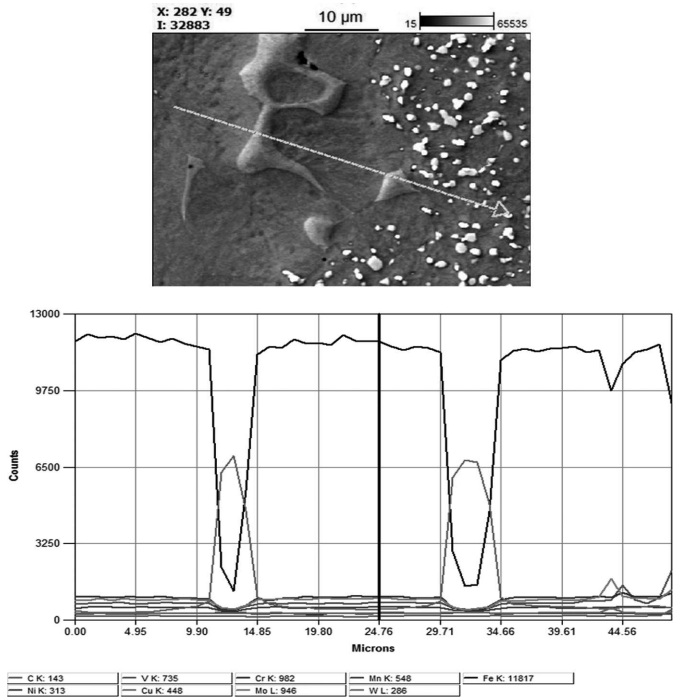 X: 282 Y: 49
I: 32883
10 µm
15 65535
13000
9750
6500
3250
0
Counts
0.00 4.95 9.90 14.85 19.80 24.76 29.71 34.66 39.61 44.56
Microns
C K: 143 V K: 735 Cr K: 982 Mn K: 548 Fe K: 11817
Ni K: 313 Cu K: 448 Mo L: 946 W L: 286